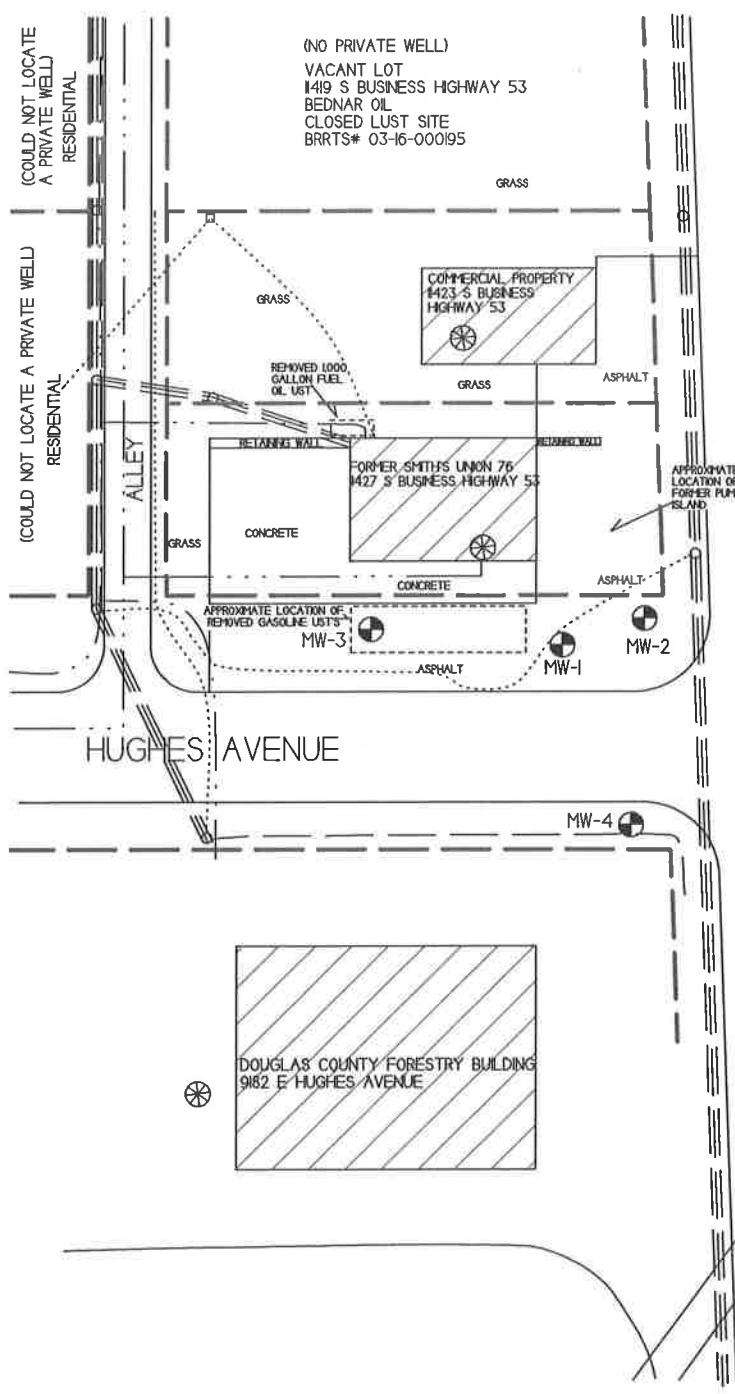 (COULD NOT LOCATE
A PRIVATE WELL)
RESIDENTIAL
(NO PRIVATE WELL)
VACANT LOT
11419 S BUSINESS HIGHWAY 53
BEDNAR OIL
CLOSED LUST SITE
BRRTS# 03-16-000195
GRASS
(COULD NOT LOCATE A PRIVATE WELL)
RESIDENTIAL
COMMERCIAL PROPERTY
11423 S BUSINESS
HIGHWAY 53
GRASS
REMOVED 1,000
GALLON FUEL
OIL UST
GRASS
ASPHALT
ALLEY
RETAINING WALL
RETAINING WALL
FORMER SMITH'S UNION 76
11427 S BUSINESS HIGHWAY 53
APPROXIMATE
LOCATION OF
FORMER PUM
ISLAND
GRASS
CONCRETE
CONCRETE
ASPHALT
APPROXIMATE LOCATION OF
REMOVED GASOLINE UST'S
MW-3
MW-1
MW-2
ASPHALT
HUGHES AVENUE
MW-4
DOUGLAS COUNTY FORESTRY BUILDING
9182 E HUGHES AVENUE